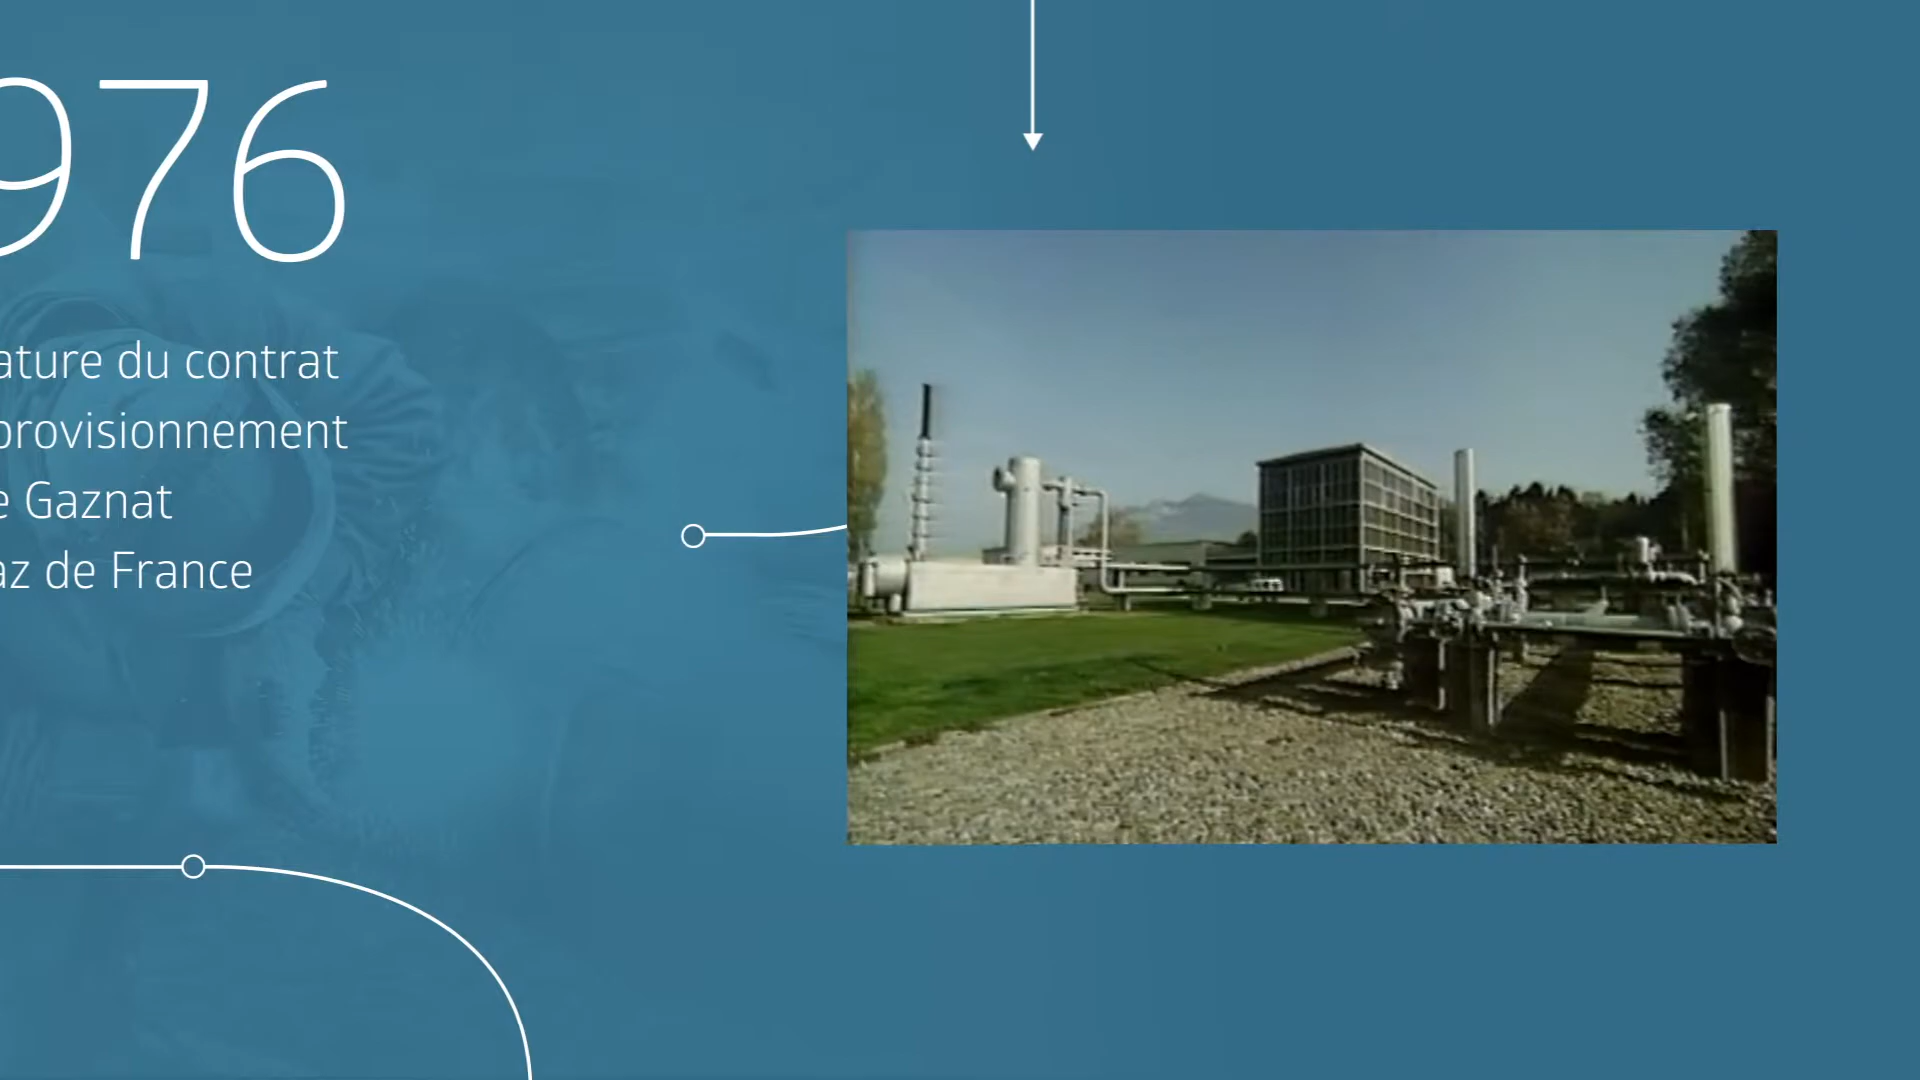 976
ature du contrat
provisionnement
e Gaznat
az de France